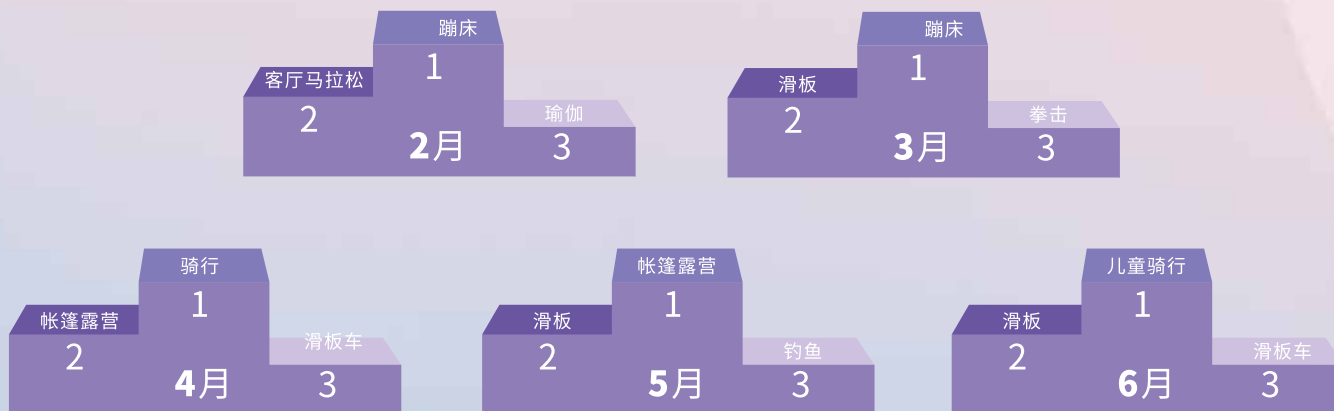 蹦床
1
客厅马拉松
2
瑜伽
3
2月
蹦床
1
滑板
2
拳击
3
3月
骑行
1
帐篷露营
2
滑板车
3
4月
帐篷露营
1
滑板
2
钓鱼
3
5月
儿童骑行
1
滑板
2
滑板车
3
6月